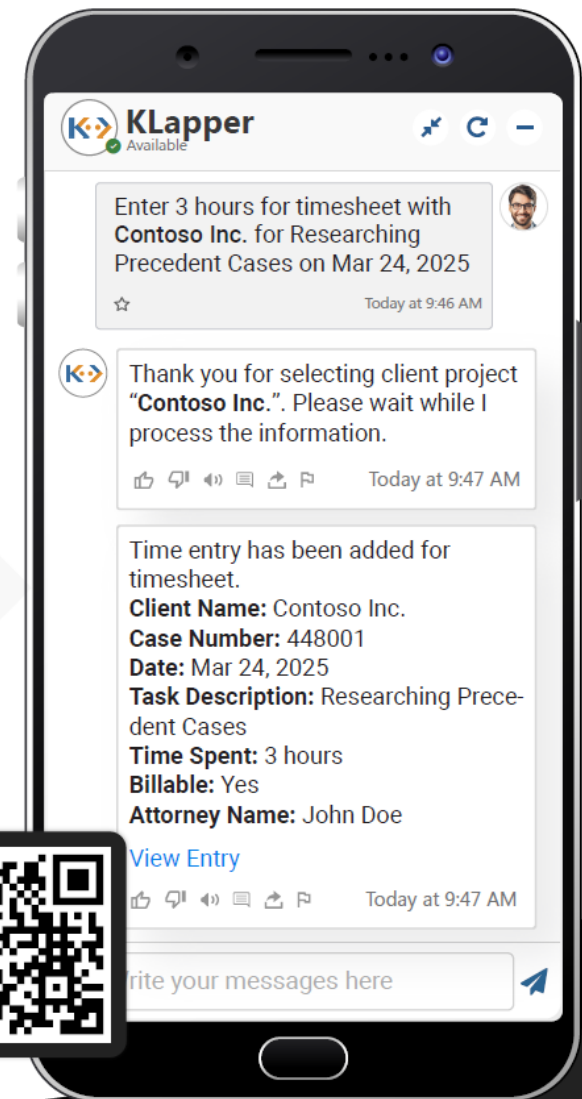 KLapper
Available
Enter 3 hours for timesheet with
Contoso Inc. for Researching
Precedent Cases on Mar 24, 2025
Today at 9:46 AM
K
Thank you for selecting client project
“Contoso Inc.”. Please wait while I
process the information.
Today at 9:47 AM
Time entry has been added for
timesheet.
Client Name: Contoso Inc.
Case Number: 448001
Date: Mar 24, 2025
Task Description: Researching Prece-
dent Cases
Time Spent: 3 hours
Billable: Yes
Attorney Name: John Doe
View Entry
Today at 9:47 AM
rite your messages here